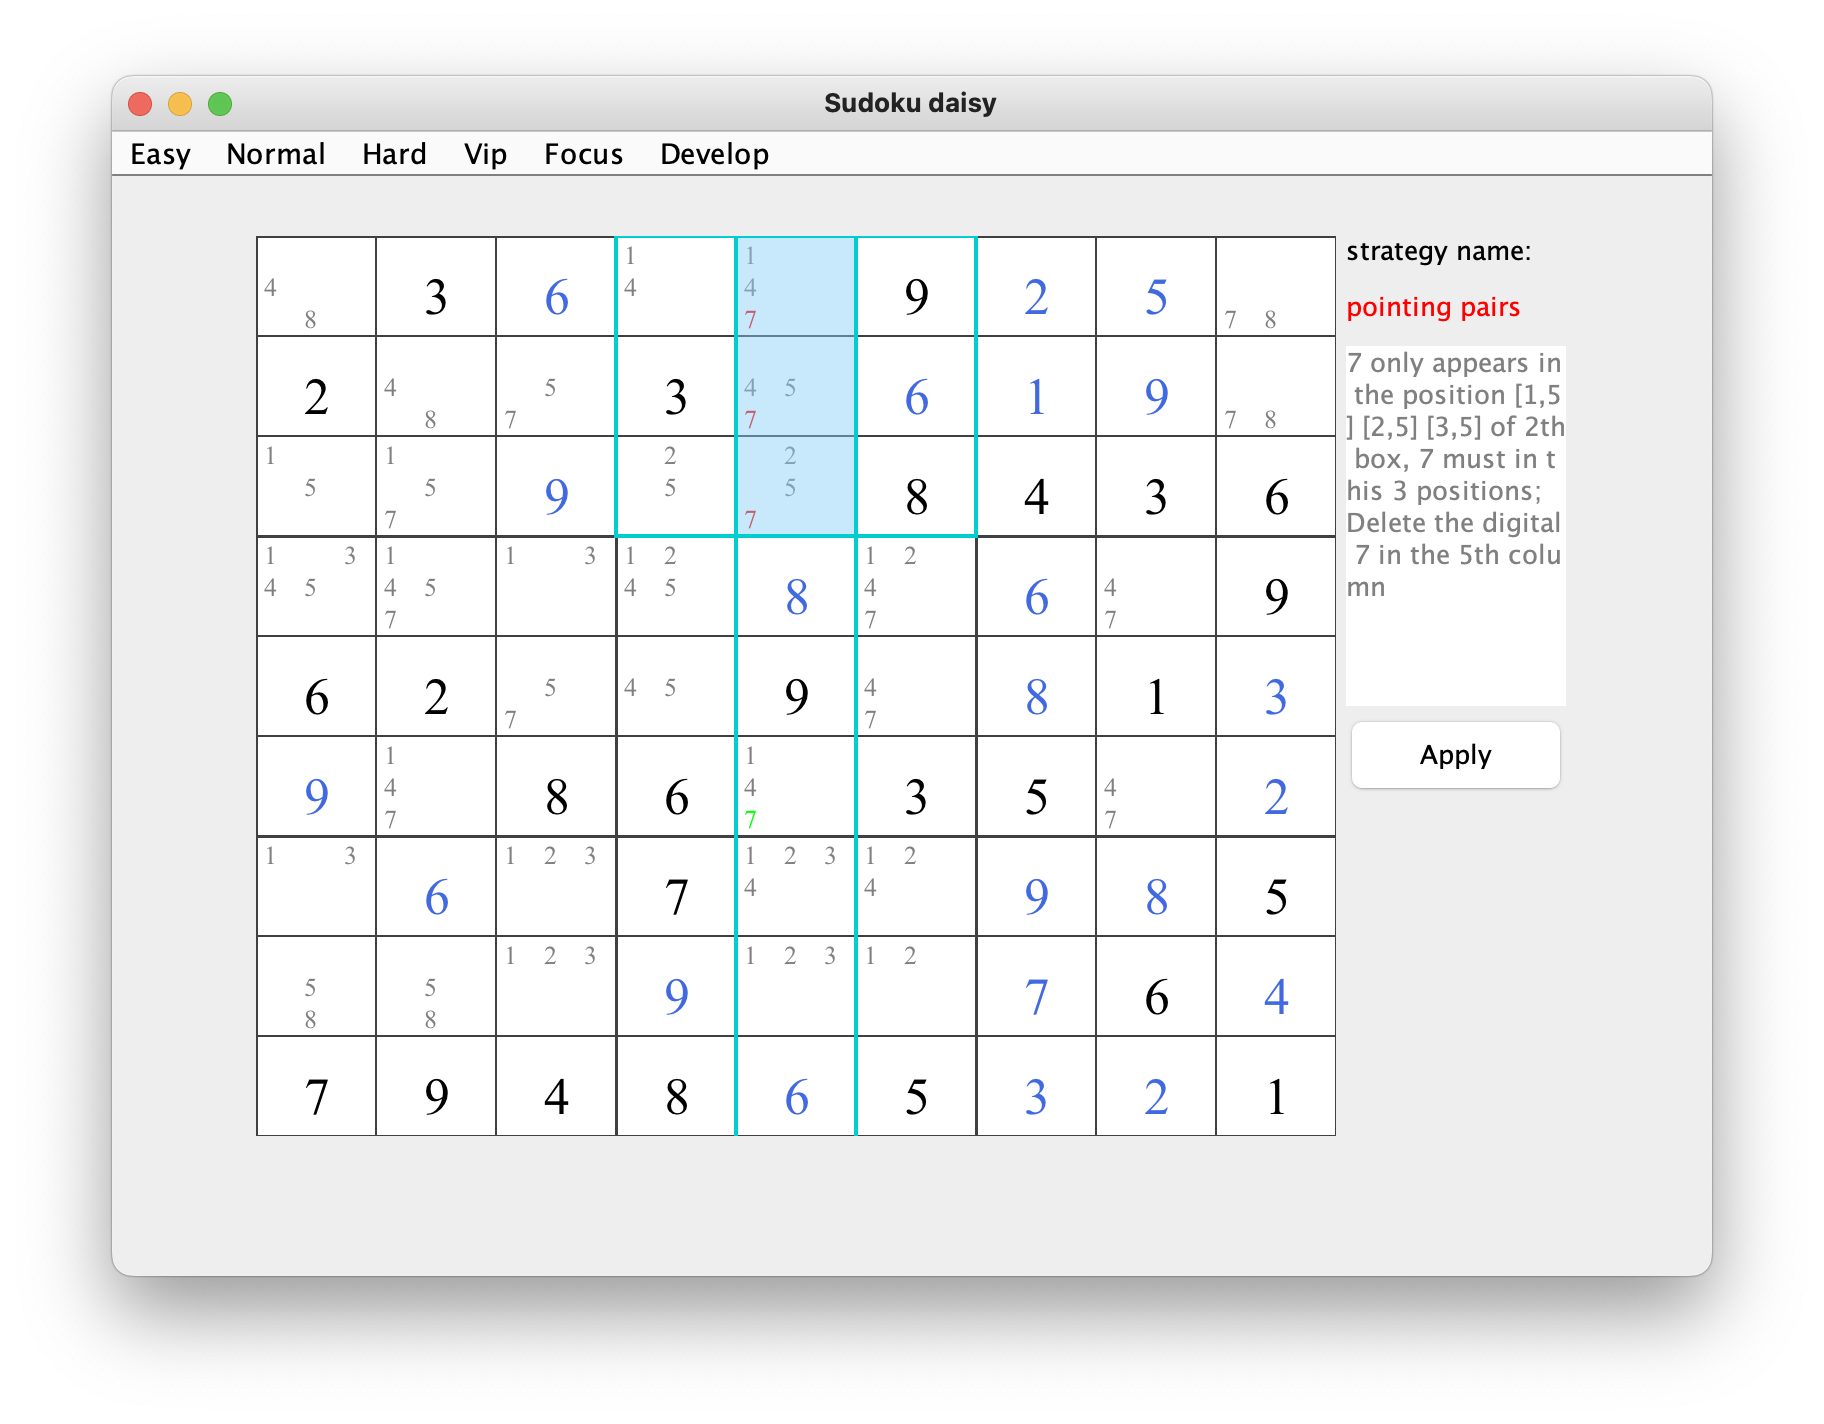 Sudoku daisy
Easy Normal Hard Vip Focus Develop
1 1
4 3 6 4 4 9 2 5
8 7 7 8
2 4 5 3 4 5 6 1 9
8 7 7 7 8
1 1 2 2
5 5 9 5 5 8 4 3 6
7 7
1 3 1 1 3 1 2 1 2
4 5 4 5 4 5 8 4 6 4 9
7 7 7
6 2 5 4 5 9 4 8 1 3
7 7
1 1
9 4 8 6 4 3 5 4 2
7 7 7
1 3 1 2 3 1 2 3 1 2
6 7 4 4 9 8 5
1 2 3 1 2 3 1 2
5 5 9 7 6 4
8 8
7 9 4 8 6 5 3 2 1
strategy name:
pointing pairs
7 only appears in
the position [1,5
] [2,5] [3,5] of 2th
box, 7 must in t
his 3 positions;
Delete the digital
7 in the 5th colu
mn
Apply